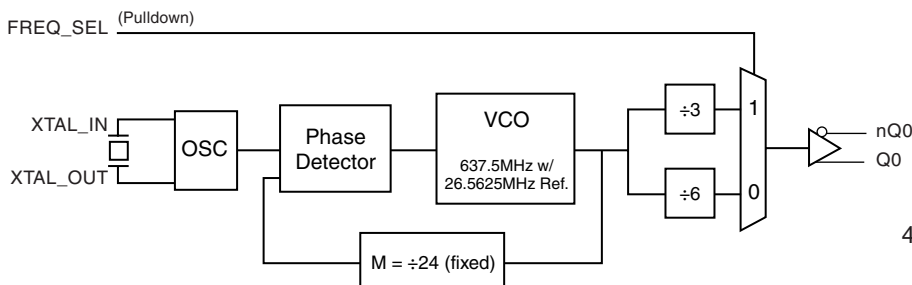 FREQ_SEL (Pulldown)
XTAL_IN
XTAL_OUT
OSC
Phase
Detector
VCO
637.5MHz w/
26.5625MHz Ref.
M = ÷24 (fixed)
÷3
÷6
1
0
nQ0
Q0
4